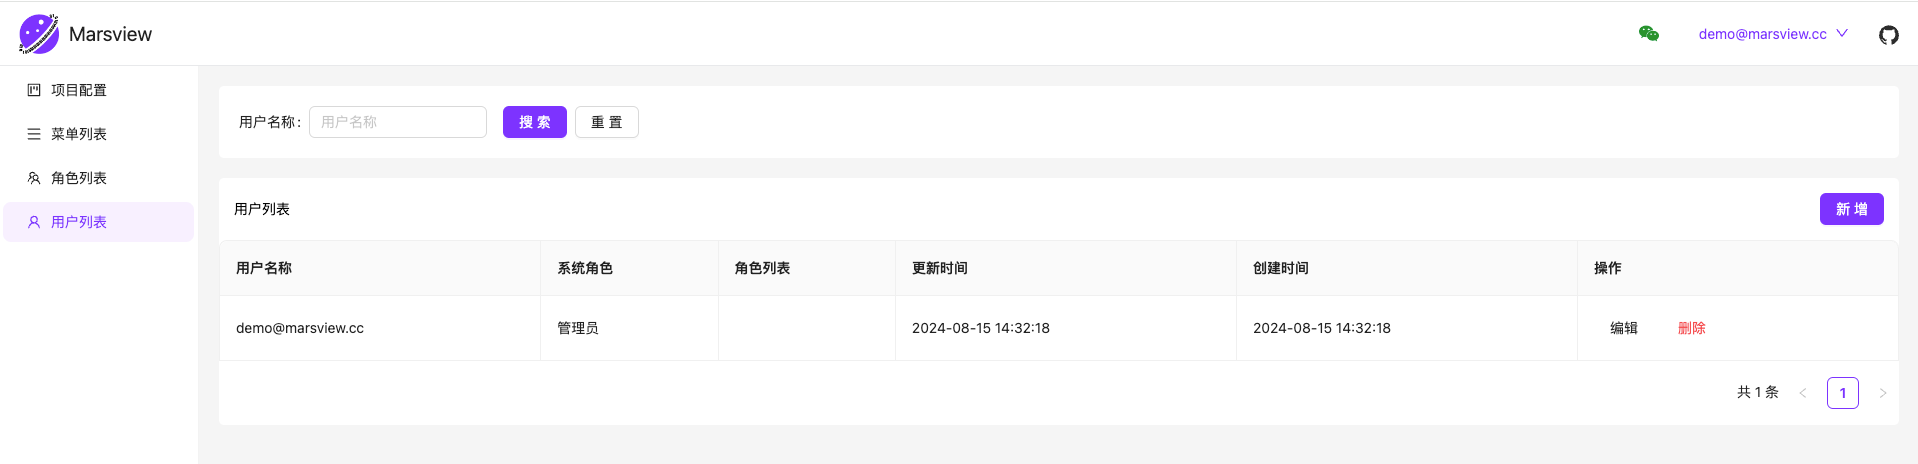 Marsview
demo@marsview.cc
项目配置
菜单列表
角色列表
用户列表
用户名称: 用户名称 搜 索 重 置
用户列表 新 增
用户名称 系统角色 角色列表 更新时间 创建时间 操作
demo@marsview.cc 管理员 2024-08-15 14:32:18 2024-08-15 14:32:18 编辑 删除
共 1 条 < 1 >